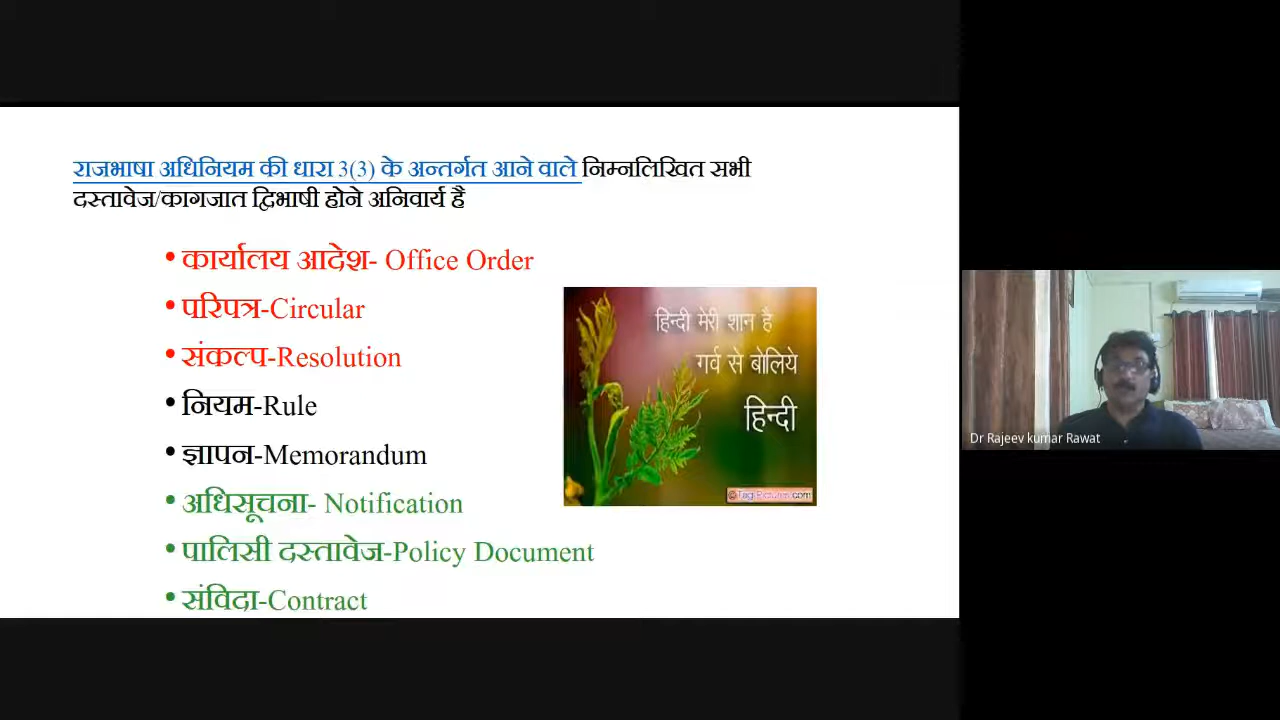 राजभाषा अधिनियम की धारा 3(3) के अन्तर्गत आने वाले निम्नलिखित सभी
दस्तावेज/कागजात द्विभाषी होने अनिवार्य है
• कार्यालय आदेश- Office Order
• परिपत्र-Circular
• संकल्प-Resolution
• नियम-Rule
• ज्ञापन-Memorandum
• अधिसूचना- Notification
• पालिसी दस्तावेज-Policy Document
• संविदा-Contract
हिन्दी मेरी शान है
गर्व से बोलिये
हिन्दी
Dr Rajeev kumar Rawat